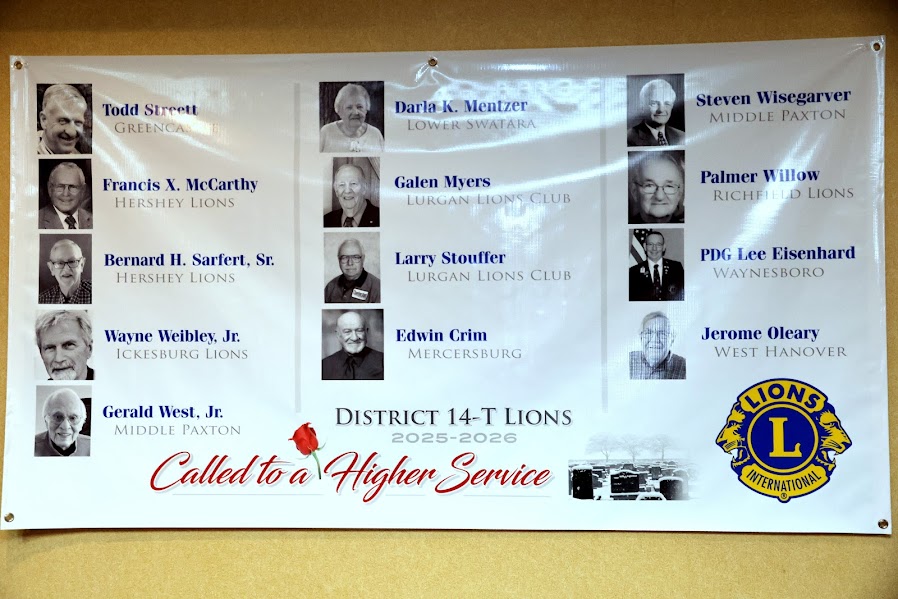 Todd Streett
Francis X. McCarthy
Hershey Lions
Bernard H. Sarfert, Sr.
Hershey Lions
Wayne Weibley, Jr.
Ickesburg Lions
Gerald West, Jr.
Middle Paxton
Darla K. Mentzer
Lower Swatara
Galen Myers
Lurgan Lions Club
Larry Stouffer
Lurgan Lions Club
Edwin Crim
Mercersburg
Steven Wisegarver
Middle Paxton
Palmer Willow
Richfield Lions
PDG Lee Eisenhard
Waynesboro
Jerome Oleary
West Hanover
District 14-T Lions
2025-2026
Called to a Higher Service
LIONS
L
INTERNATIONAL
®